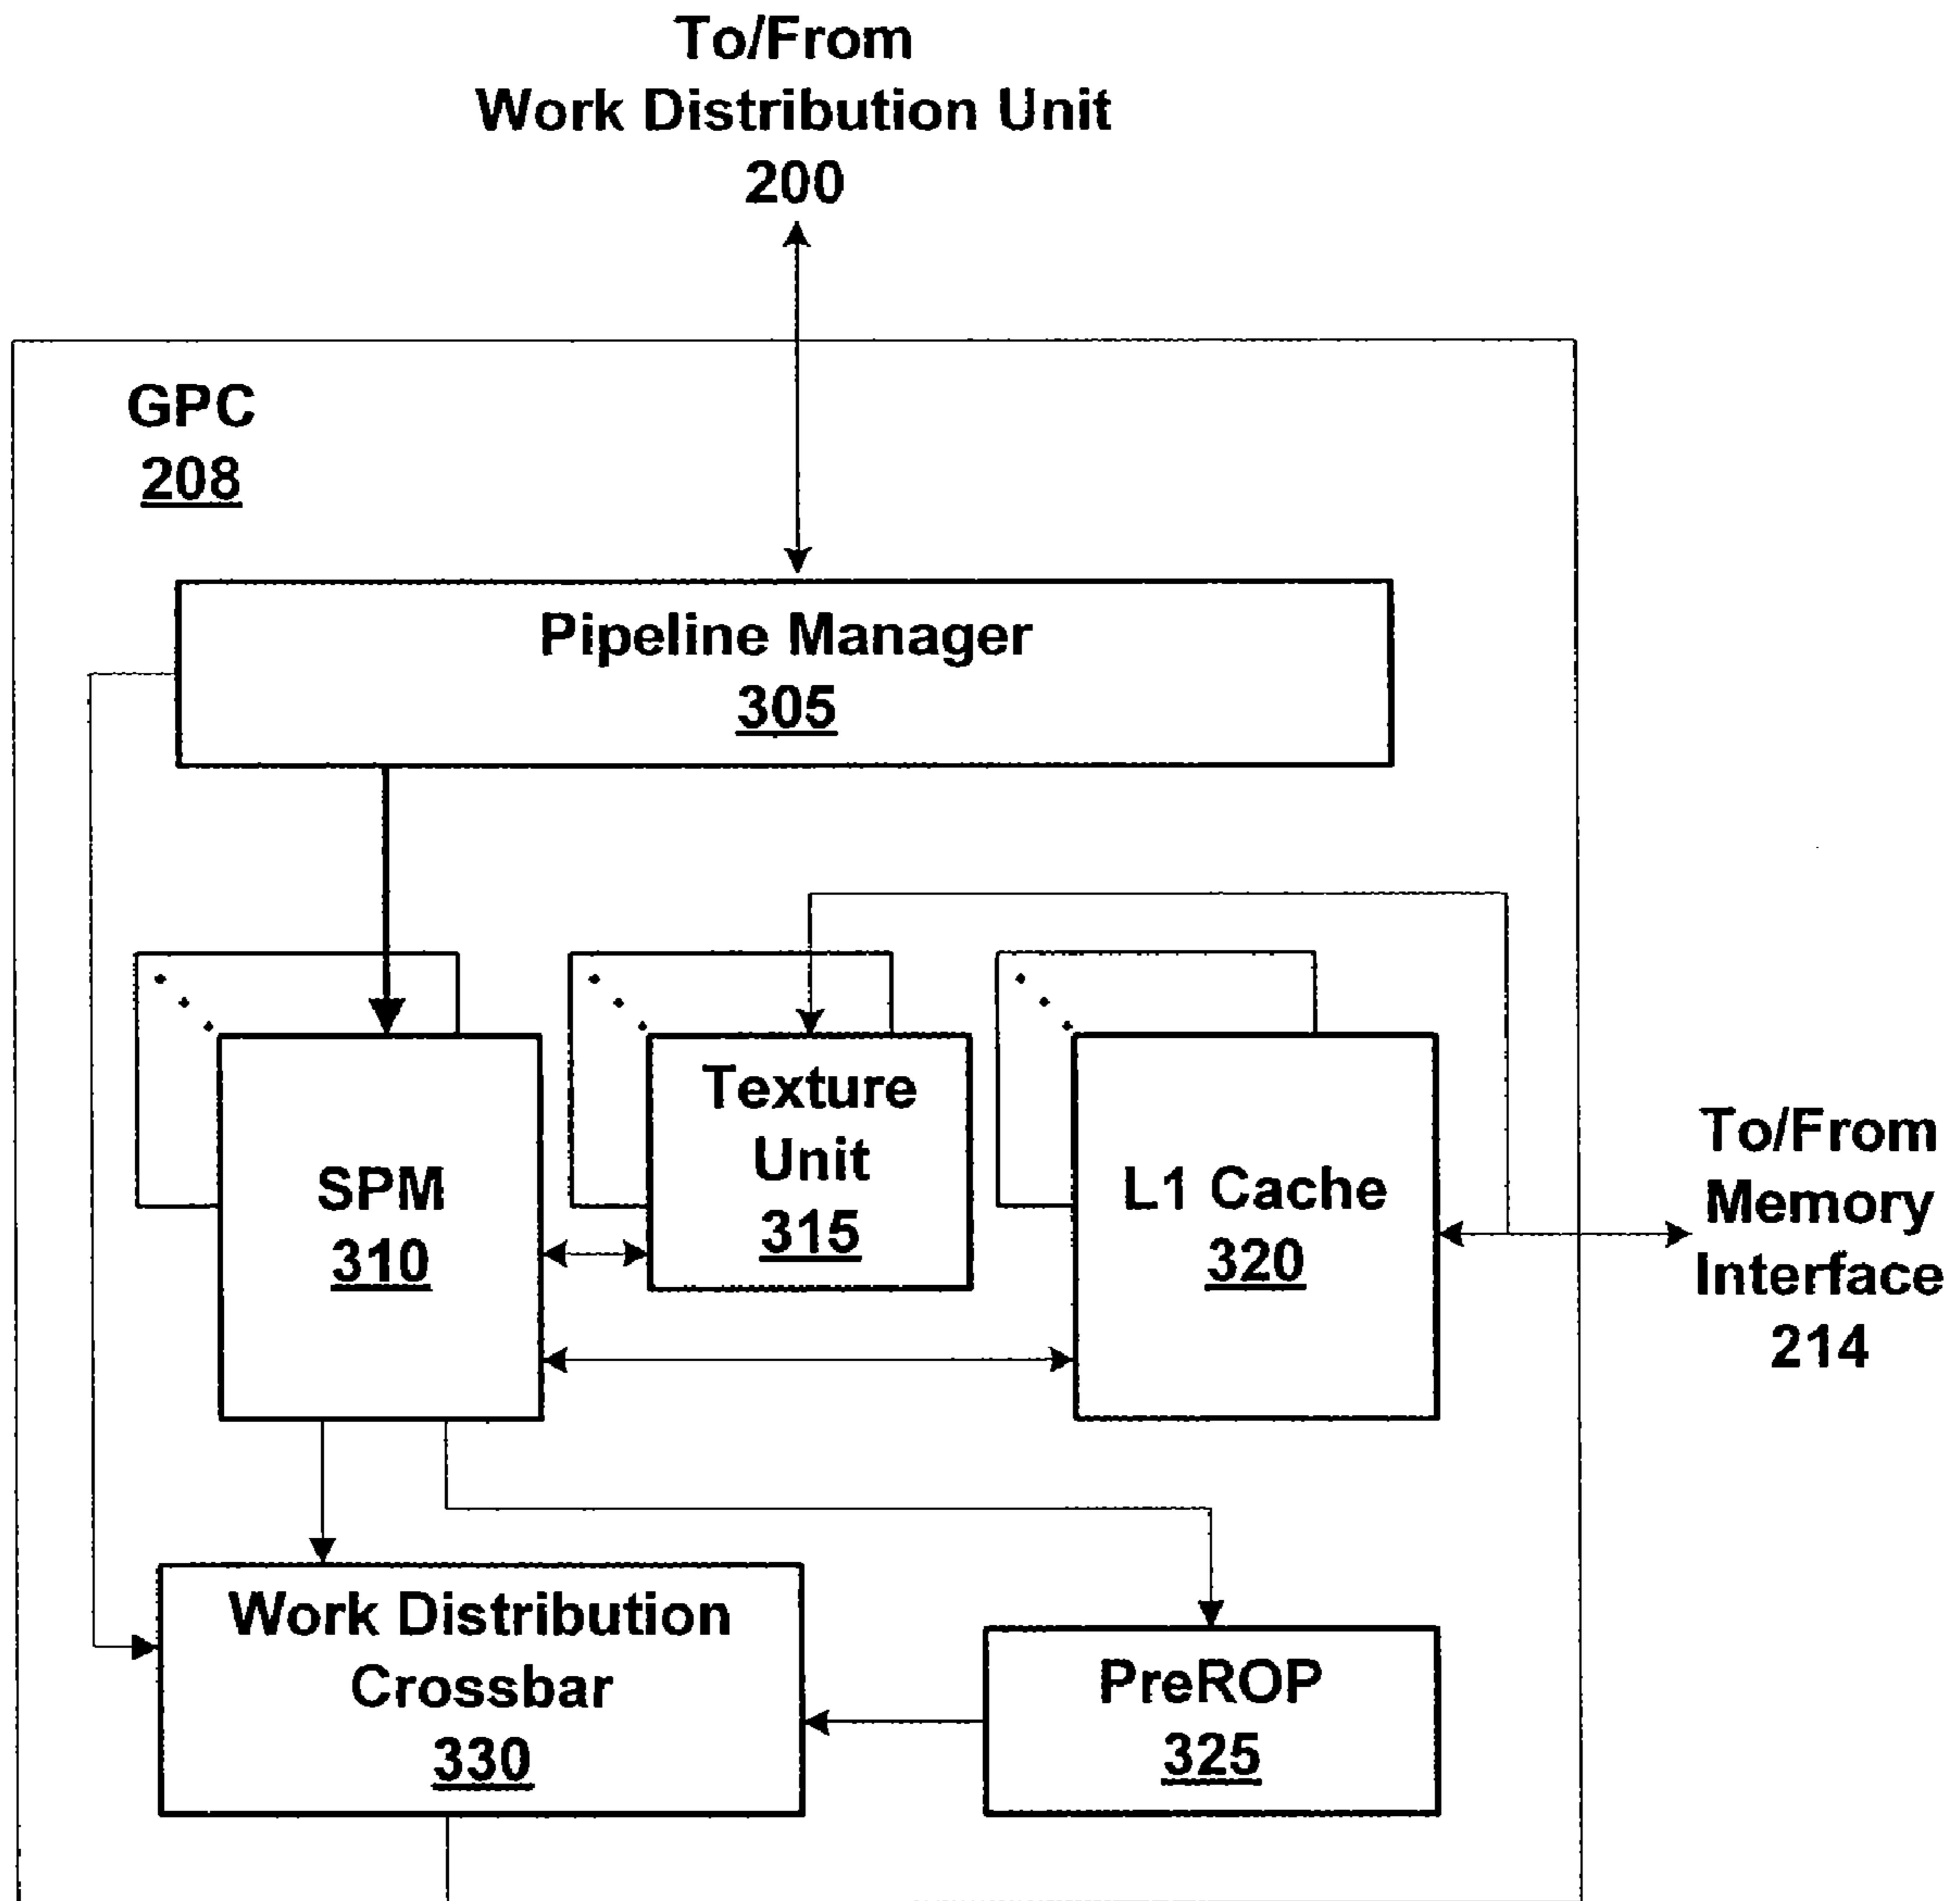 To/From
Work Distribution Unit
200
GPC
208
Pipeline Manager
305
SPM
310
Texture
Unit
315
L1 Cache
320
To/From
Memory
Interface
214
Work Distribution
Crossbar
330
PreROP
325